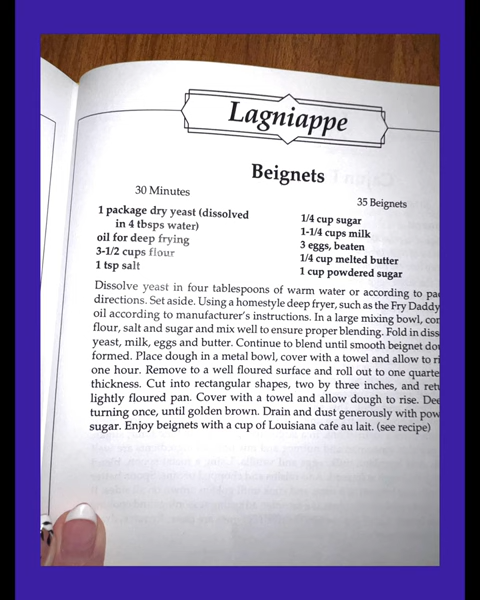 Lagniappe
Beignets
30 Minutes
35 Beignets
1 package dry yeast (dissolved
in 4 tbsps water)
oil for deep frying
3-1/2 cups flour
1 tsp salt
1/4 cup sugar
1-1/4 cups milk
3 eggs, beaten
1/4 cup melted butter
1 cup powdered sugar
Dissolve yeast in four tablespoons of warm water or according to
directions. Set aside. Using a homestyle deep fryer, such as the Fry Daddy
oil according to manufacturer's instructions. In a large mixing bowl,
flour, salt and sugar and mix well to ensure proper blending. Fold in
yeast, milk, eggs and butter. Continue to blend until smooth beignet
formed. Place dough in a metal bowl, cover with a towel and allow to
one hour. Remove to a well floured surface and roll out to one
thickness. Cut into rectangular shapes, two by three inches, and
lightly floured pan. Cover with a towel and allow dough to rise.
turning once, until golden brown. Drain and dust generously with
sugar. Enjoy beignets with a cup of Louisiana cafe au lait. (see recipe)